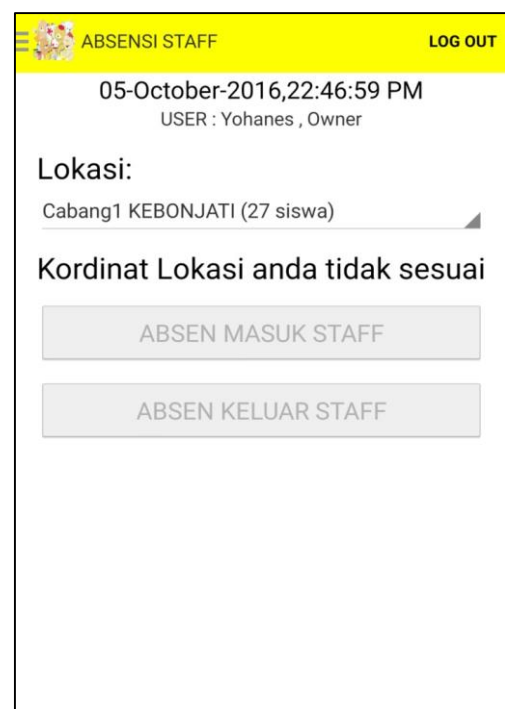 ABSENSI STAFF LOG OUT
05-October-2016,22:46:59 PM
USER : Yohanes , Owner
Lokasi:
Cabang1 KEBONJATI (27 siswa)
Kordinat Lokasi anda tidak sesuai
ABSEN MASUK STAFF
ABSEN KELUAR STAFF